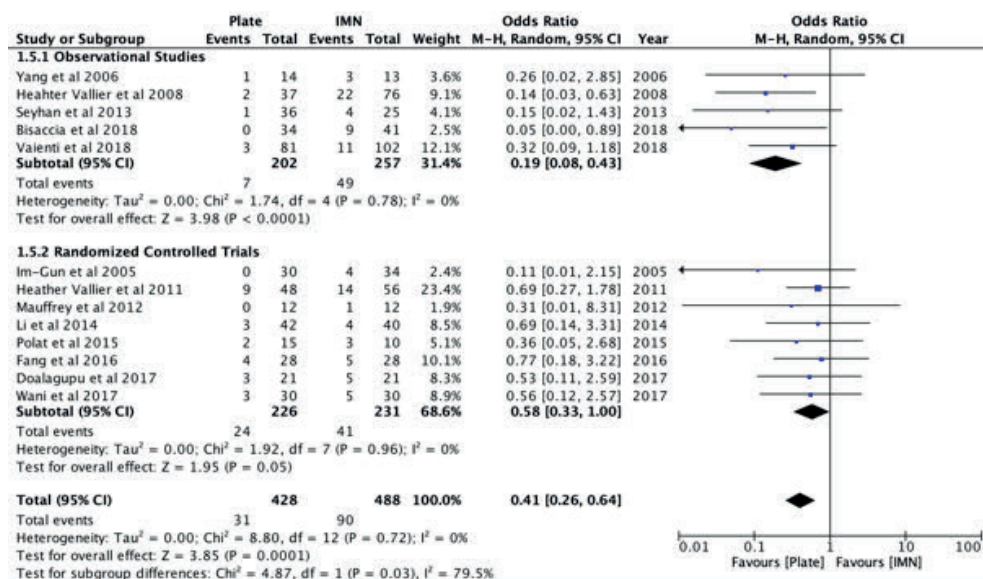 Plate IMN Odds Ratio Odds Ratio
Study or Subgroup Events Total Events Total Weight M-H, Random, 95% CI Year M-H, Random, 95% CI
1.5.1 Observational Studies
Yang et al 2006 1 14 3 13 3.6% 0.26 [0.02, 2.85] 2006
Heahter Vallier et al 2008 2 37 22 76 9.1% 0.14 [0.03, 0.63] 2008
Seyhan et al 2013 1 36 4 25 4.1% 0.15 [0.02, 1.43] 2013
Bisaccia et al 2018 0 34 9 41 2.5% 0.05 [0.00, 0.89] 2018
Vaienti et al 2018 3 81 11 102 12.1% 0.32 [0.09, 1.18] 2018
Subtotal (95% CI) 202 257 31.4% 0.19 [0.08, 0.43]
Total events 7 49
Heterogeneity: Tau² = 0.00; Chi² = 1.74, df = 4 (P = 0.78); I² = 0%
Test for overall effect: Z = 3.98 (P < 0.0001)
1.5.2 Randomized Controlled Trials
Im-Gun et al 2005 0 30 4 34 2.4% 0.11 [0.01, 2.15] 2005
Heather Vallier et al 2011 9 48 14 56 23.4% 0.69 [0.27, 1.78] 2011
Mauffrey et al 2012 0 12 1 12 2.0% 0.31 [0.01, 8.31] 2012
Li et al 2014 3 42 4 40 8.5% 0.69 [0.14, 3.31] 2014
Polat et al 2015 2 15 3 10 5.1% 0.36 [0.05, 2.68] 2015
Fang et al 2016 4 28 5 28 10.1% 0.77 [0.18, 3.22] 2016
Doalagupu et al 2017 3 21 5 21 8.3% 0.53 [0.11, 2.59] 2017
Wani et al 2017 3 30 5 30 8.9% 0.56 [0.12, 2.57] 2017
Subtotal (95% CI) 226 231 68.6% 0.58 [0.33, 1.00]
Total events 24 41
Heterogeneity: Tau² = 0.00; Chi² = 1.92, df = 7 (P = 0.96); I² = 0%
Test for overall effect: Z = 1.95 (P = 0.05)
Total (95% CI) 428 488 100.0% 0.41 [0.26, 0.64]
Total events 31 90
Heterogeneity: Tau² = 0.00; Chi² = 8.80, df = 12 (P = 0.72); I² = 0%
Test for overall effect: Z = 3.85 (P = 0.0001)
Test for subgroup differences: Chi² = 4.87, df = 1 (P = 0.03), I² = 79.5%
0.01 0.1 1 10 100
Favours [Plate] Favours [IMN]